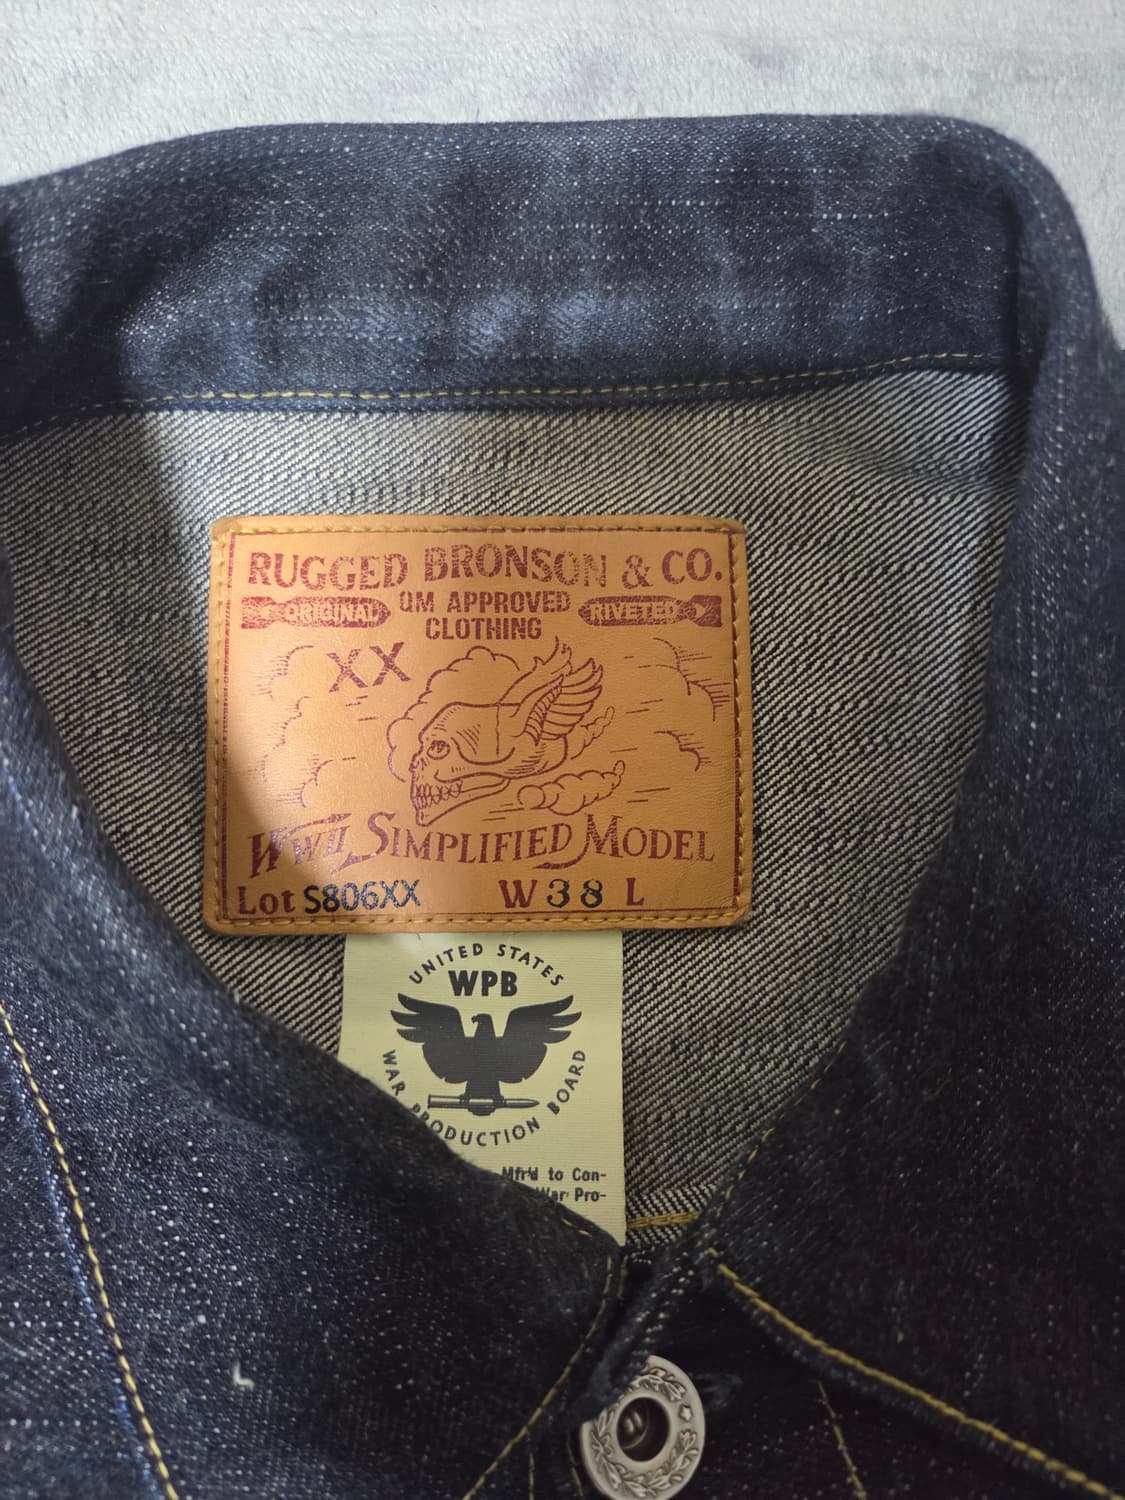 RUGGED BRONSON & CO.
ORIGINAL QM APPROVED RIVETED
CLOTHING
XX
WWII SIMPLIFIED MODEL
Lot S806XX W 38 L
UNITED STATES
WPB
WAR PRODUCTION BOARD
Mfr'd to Con-
War Pro-